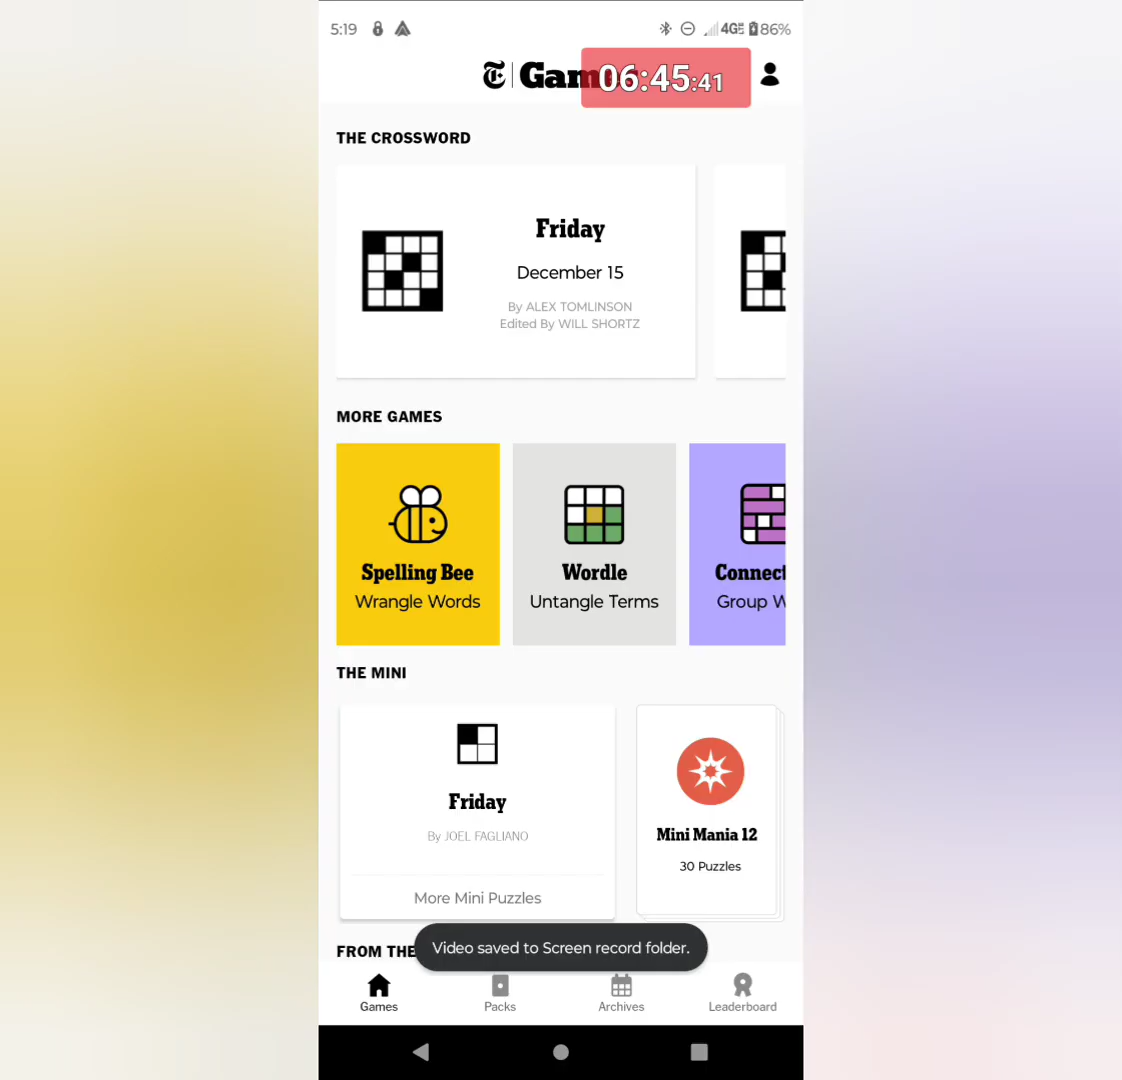 5:19
4GE 86%
T Games
06:45:41
THE CROSSWORD
Friday
December 15
By ALEX TOMLINSON
Edited By WILL SHORTZ
MORE GAMES
Spelling Bee
Wrangle Words
Wordle
Untangle Terms
Connect
Group W
THE MINI
Friday
By JOEL FAGLIANO
More Mini Puzzles
Mini Mania 12
30 Puzzles
FROM THE
Video saved to Screen record folder.
Games
Packs
Archives
Leaderboard